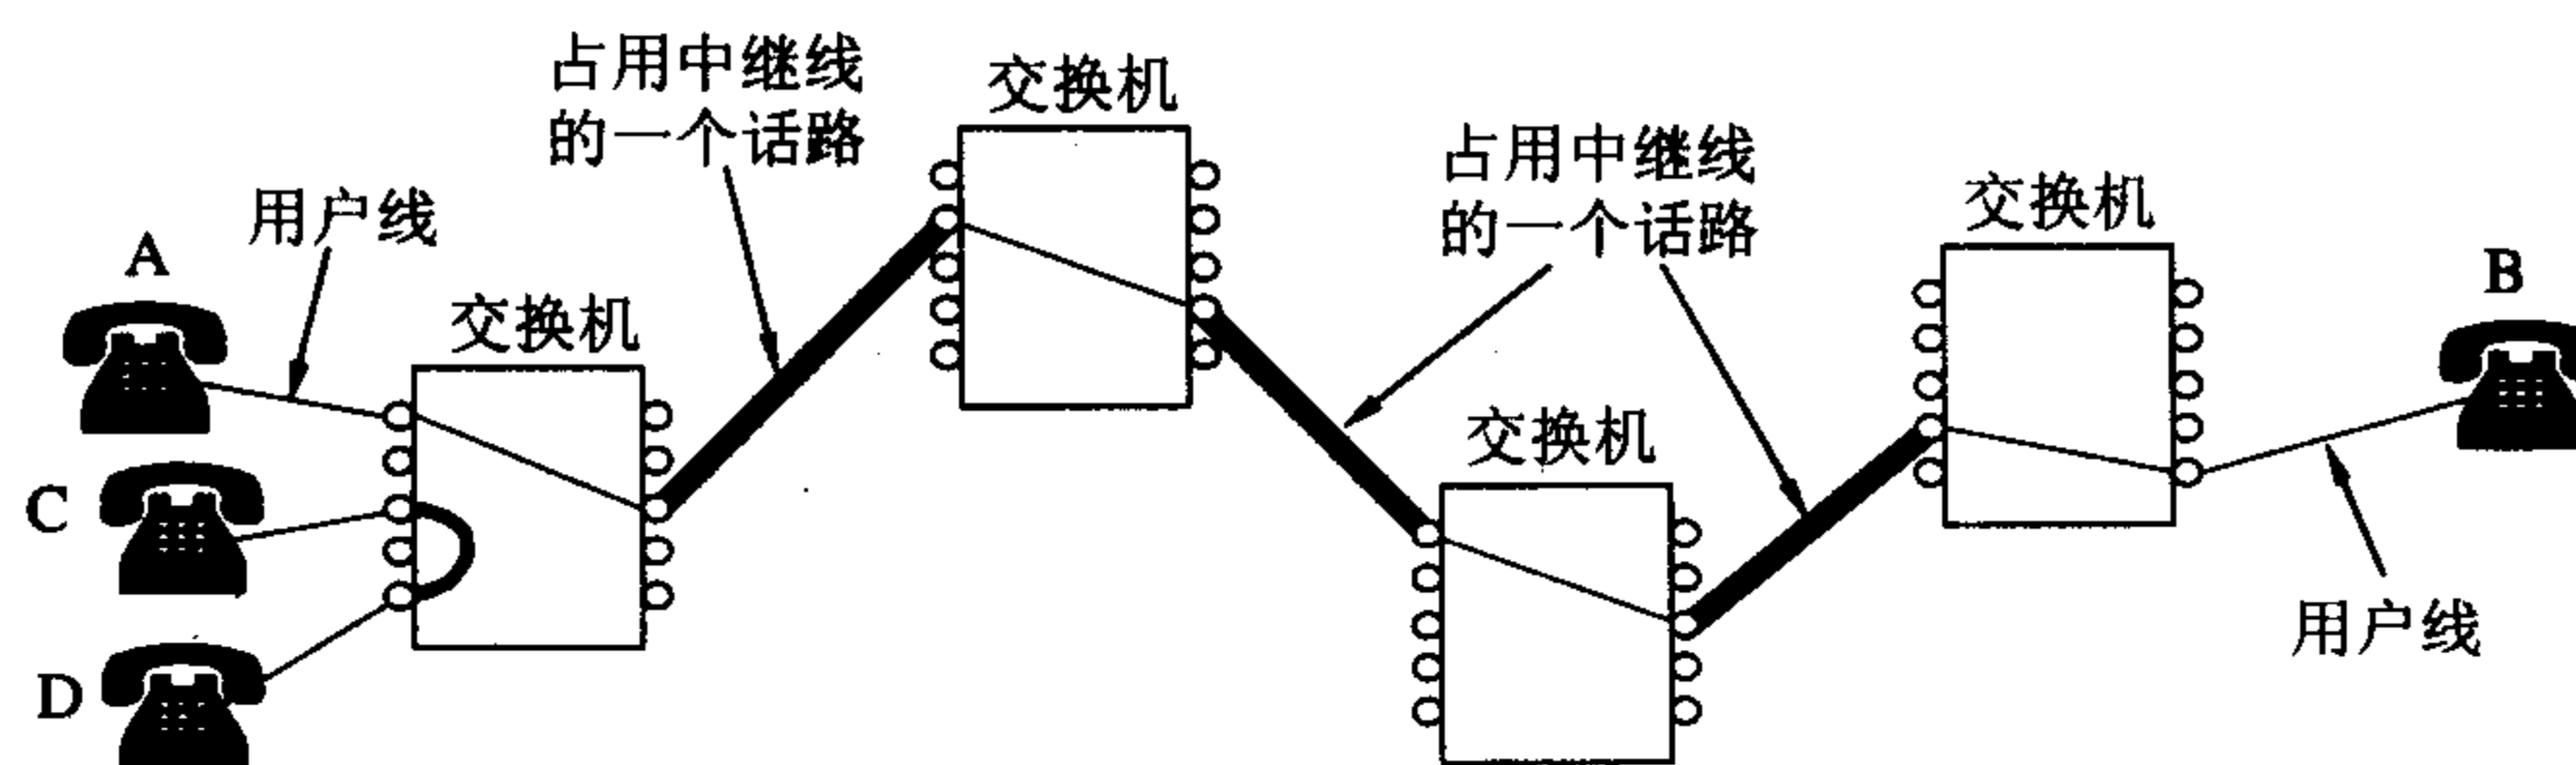 占用中继线
的一个话路
交换机
用户线
A
交换机
C
D
占用中继线
的一个话路
交换机
交换机
B
用户线